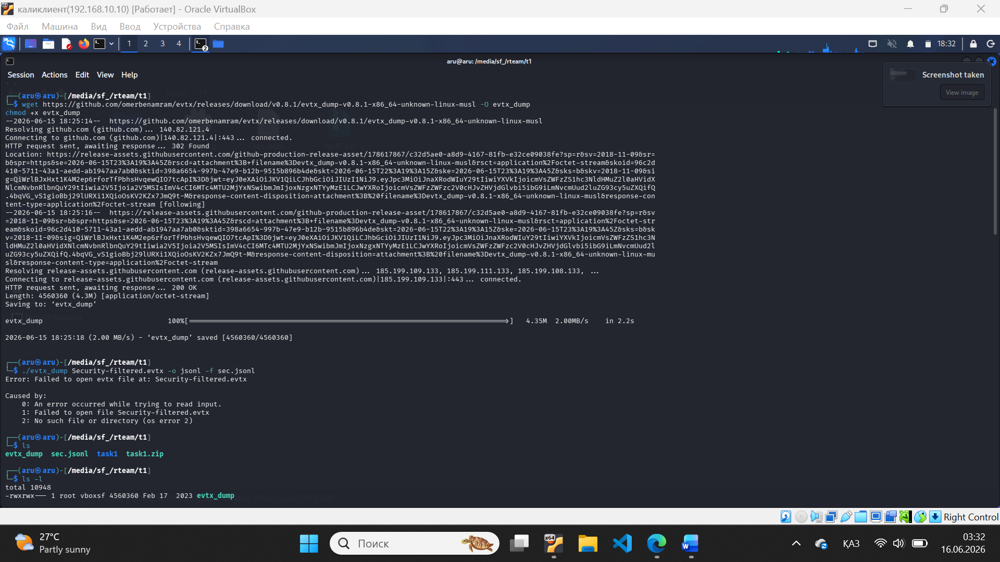 каликлиент(192.168.10.10) [Работает] - Oracle VirtualBox
Файл Машина Вид Ввод Устройства Справка
1 2 3 4 2 18:32
aru@aru: /media/sf_/rteam/t1
Session Actions Edit View Help
Screenshot taken
View image
┌──(aru㉿aru)-[/media/sf_/rteam/t1]
└─$ wget https://github.com/omerbenamram/evtx/releases/download/v0.8.1/evtx_dump-v0.8.1-x86_64-unknown-linux-musl -O evtx_dump
chmod +x evtx_dump
--2026-06-15 18:25:14-- https://github.com/omerbenamram/evtx/releases/download/v0.8.1/evtx_dump-v0.8.1-x86_64-unknown-linux-musl
Resolving github.com (github.com)... 140.82.121.4
Connecting to github.com (github.com)|140.82.121.4|:443... connected.
HTTP request sent, awaiting response... 302 Found
Location: https://release-assets.githubusercontent.com/github-production-release-asset/178617867/c32d5ae0-a8d9-4167-81fb-e32ce09038fe?sp=r&sv=2018-11-09&sr=
b&spr=https&se=2026-06-15T23%3A19%3A45Z&rscd=attachment%3B+filename%3Devtx_dump-v0.8.1-x86_64-unknown-linux-musl&rsct=application%2Foctet-stream&skoid=96c2d
410-5711-43a1-aedd-ab1947aa7ab0&sktid=398a6654-997b-47e9-b12b-9515b896b4de&skt=2026-06-15T22%3A19%3A15Z&ske=2026-06-15T23%3A19%3A45Z&sks=b&skv=2018-11-09&si
g=QiWrlBJxHxt1K4M2ep6rforTfPbhsHvqewQIO7tcApI%3D&jwt=eyJ0eXAiOiJKV1QiLCJhbGciOiJIUzI1NiJ9.eyJpc3MiOiJnaXRodWIuY29tIiwiYXVkIjoicmVsZWFzZS1hc3NldHMuZ2l0aHVidX
NlcmNvbnRlbnQuY29tIiwia2V5Ijoia2V5MSIsImV4cCI6MTc4MTU2MjYxNSwibmJmIjoxNzgxNTYyMzE1LCJwYXRoIjoicmVsZWFzZWFzc2V0cHJvZHVjdGlvbi5ibG9iLmNvcmUud2luZG93cy5uZXQifQ
.4bqVG_vS1gioBbj29lURXi1XQioOsKV2KZx7JmQ9t-M&response-content-disposition=attachment%3B%20filename%3Devtx_dump-v0.8.1-x86_64-unknown-linux-musl&response-con
tent-type=application%2Foctet-stream [following]
--2026-06-15 18:25:16-- https://release-assets.githubusercontent.com/github-production-release-asset/178617867/c32d5ae0-a8d9-4167-81fb-e32ce09038fe?sp=r&sv
=2018-11-09&sr=b&spr=https&se=2026-06-15T23%3A19%3A45Z&rscd=attachment%3B+filename%3Devtx_dump-v0.8.1-x86_64-unknown-linux-musl&rsct=application%2Foctet-str
eam&skoid=96c2d410-5711-43a1-aedd-ab1947aa7ab0&sktid=398a6654-997b-47e9-b12b-9515b896b4de&skt=2026-06-15T22%3A19%3A15Z&ske=2026-06-15T23%3A19%3A45Z&sks=b&sk
v=2018-11-09&sig=QiWrlBJxHxt1K4M2ep6rforTfPbhsHvqewQIO7tcApI%3D&jwt=eyJ0eXAiOiJKV1QiLCJhbGciOiJIUzI1NiJ9.eyJpc3MiOiJnaXRodWIuY29tIiwiYXVkIjoicmVsZWFzZS1hc3N
ldHMuZ2l0aHVidXNlcmNvbnRlbnQuY29tIiwia2V5Ijoia2V5MSIsImV4cCI6MTc4MTU2MjYxNSwibmJmIjoxNzgxNTYyMzE1LCJwYXRoIjoicmVsZWFzZWFzc2V0cHJvZHVjdGlvbi5ibG9iLmNvcmUud2l
uZG93cy5uZXQifQ.4bqVG_vS1gioBbj29lURXi1XQioOsKV2KZx7JmQ9t-M&response-content-disposition=attachment%3B%20filename%3Devtx_dump-v0.8.1-x86_64-unknown-linux-mu
sl&response-content-type=application%2Foctet-stream
Resolving release-assets.githubusercontent.com (release-assets.githubusercontent.com)... 185.199.109.133, 185.199.111.133, 185.199.108.133, ...
Connecting to release-assets.githubusercontent.com (release-assets.githubusercontent.com)|185.199.109.133|:443... connected.
HTTP request sent, awaiting response... 200 OK
Length: 4560360 (4.3M) [application/octet-stream]
Saving to: ‘evtx_dump’
evtx_dump 100%[===================>] 4.35M 2.00MB/s in 2.2s
2026-06-15 18:25:18 (2.00 MB/s) - ‘evtx_dump’ saved [4560360/4560360]
┌──(aru㉿aru)-[/media/sf_/rteam/t1]
└─$ ./evtx_dump Security-filtered.evtx -o jsonl -f sec.jsonl
Error: Failed to open evtx file at: Security-filtered.evtx
Caused by:
0: An error occurred while trying to read input.
1: Failed to open file Security-filtered.evtx
2: No such file or directory (os error 2)
┌──(aru㉿aru)-[/media/sf_/rteam/t1]
└─$ ls
evtx_dump sec.jsonl task1 task1.zip
┌──(aru㉿aru)-[/media/sf_/rteam/t1]
└─$ ls -l
total 10948
-rwxrwx--- 1 root vboxsf 4560360 Feb 17 2023 evtx_dump
Right Control
27°C
Partly sunny
Поиск
x64
W
ҚАЗ
03:32
16.06.2026